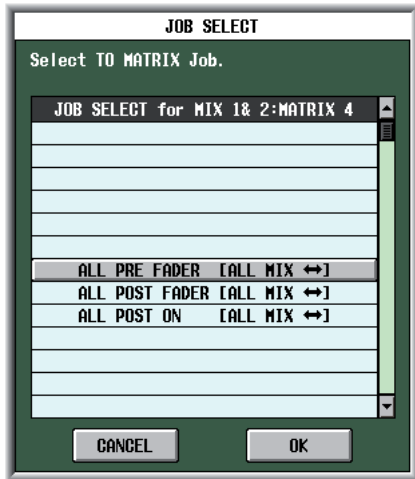 JOB SELECT
Select TO MATRIX Job.
JOB SELECT for MIX 1& 2:MATRIX 4
ALL PRE FADER [ALL MIX ↔]
ALL POST FADER [ALL MIX ↔]
ALL POST ON [ALL MIX ↔]
CANCEL OK